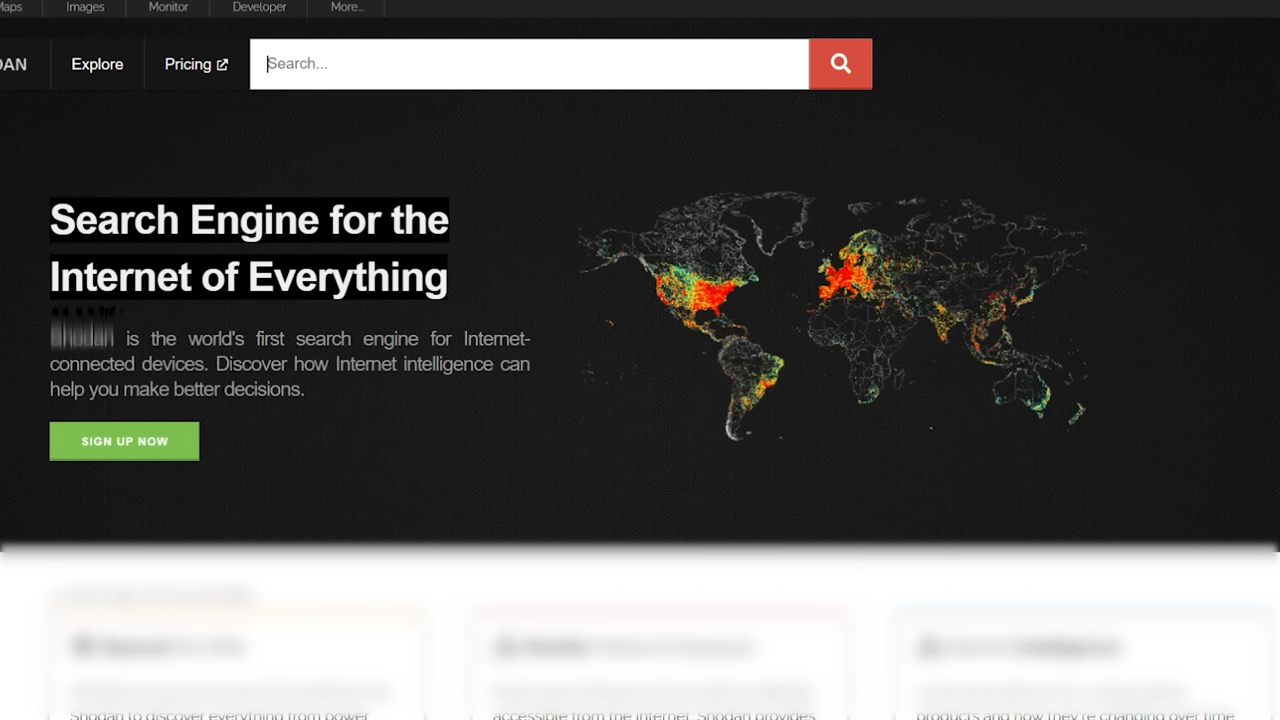 Maps Images Monitor Developer More...
DAN Explore Pricing Search...
Search Engine for the
Internet of Everything
is the world's first search engine for Internet-
connected devices. Discover how Internet intelligence can
help you make better decisions.
SIGN UP NOW
Shodan to discover everything from power
accessible from the Internet. Shodan provides
products and how they're changing over time